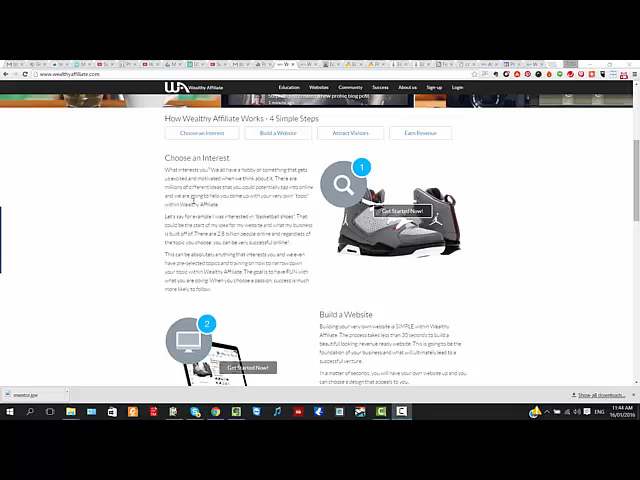 www.wealthyaffiliate.com
WA Wealthy Affiliate Education Websites Community Success About us Sign-up Login
new profile blog post
1 minute ago
How Wealthy Affiliate Works - 4 Simple Steps
Choose an Interest Build a Website Attract Visitors Earn Revenue
Choose an Interest
What interests you? We all have a hobby or something that gets
us excited and motivated when we think about it. There are
millions of different ideas that you could potentially tap into online
and we are going to help you come up with your very own "topic"
within Wealthy Affiliate.
Let's say for example I was interested in "basketball shoes". That
could be the start of my idea for my website and what my business
is built off of. There are 2.8 billion people online and regardless of
the topic you choose, you can be very successful online!
This can be absolutely anything that interests you and we even
have pre-selected topics and training on how to narrow down
your topic within Wealthy Affiliate. The goal is to have FUN with
what you are doing. When you choose a passion, success is much
more likely to follow.
1
Get Started Now!
2
Get Started Now!
Build a Website
Building your very own website is SIMPLE within Wealthy
Affiliate. The process takes less than 30 seconds to build a
beautiful looking, revenue ready website. This is going to be the
foundation of your business and what will ultimately lead to a
successful venture.
In a matter of seconds, you will have your own website up and
you can choose a design that appeals to you.
mentor.jpe
Show all downloads...
ENG
11:44 AM
16/01/2016